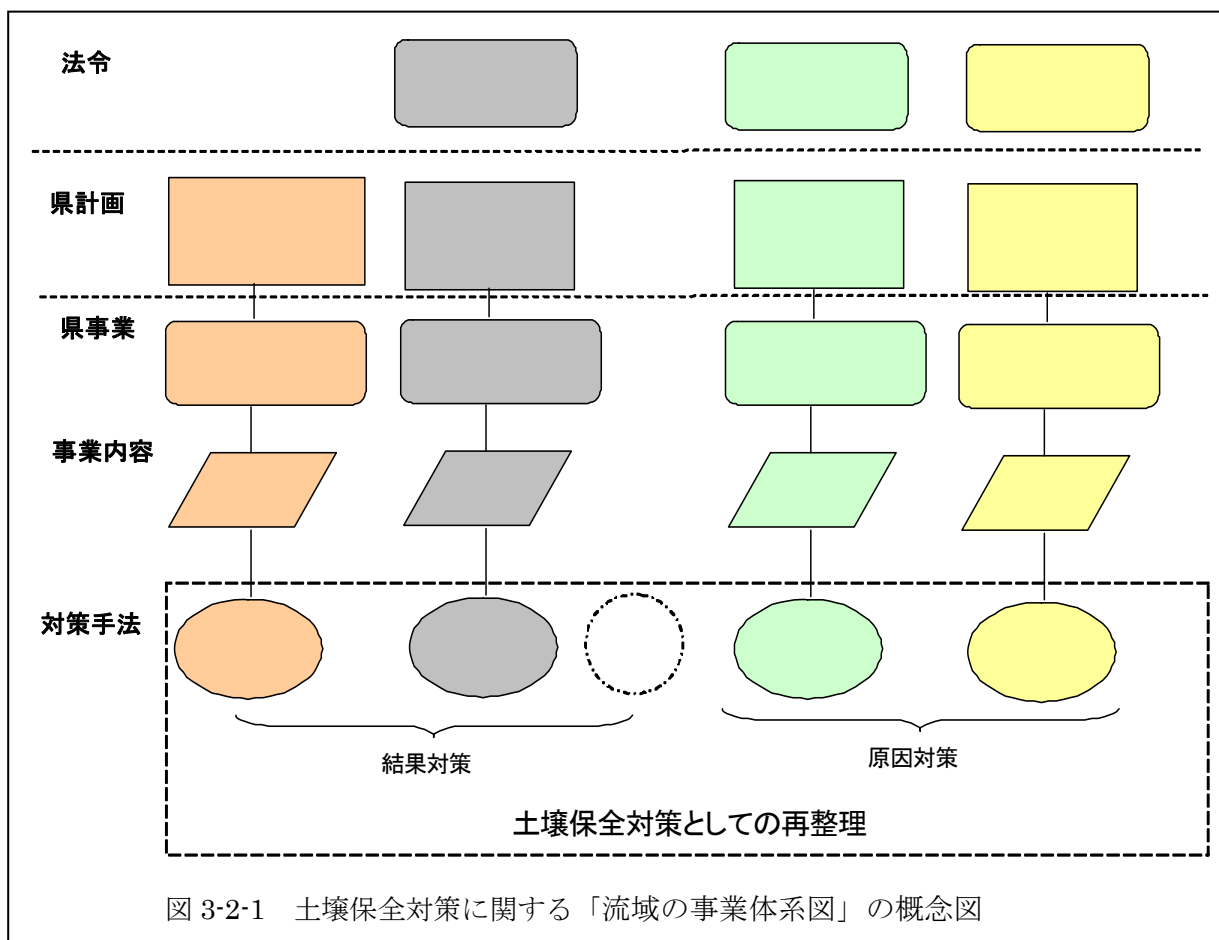 法令
県計画
県事業
事業内容
対策手法
結果対策
原因対策
土壌保全対策としての再整理
図 3-2-1　土壌保全対策に関する「流域の事業体系図」の概念図